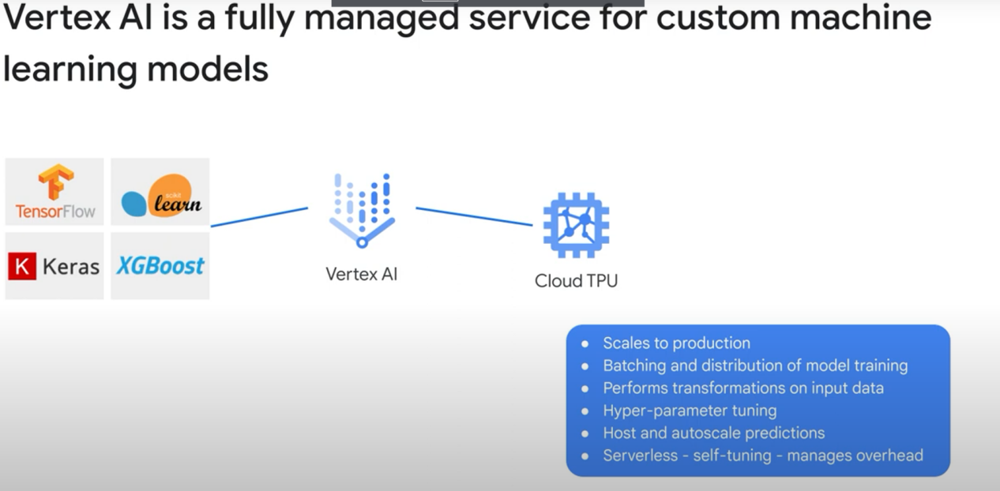 Vertex AI is a fully managed service for custom machine
learning models
TensorFlow
scikit
learn
K Keras
XGBoost
Vertex AI
Cloud TPU
• Scales to production
• Batching and distribution of model training
• Performs transformations on input data
• Hyper-parameter tuning
• Host and autoscale predictions
• Serverless - self-tuning - manages overhead